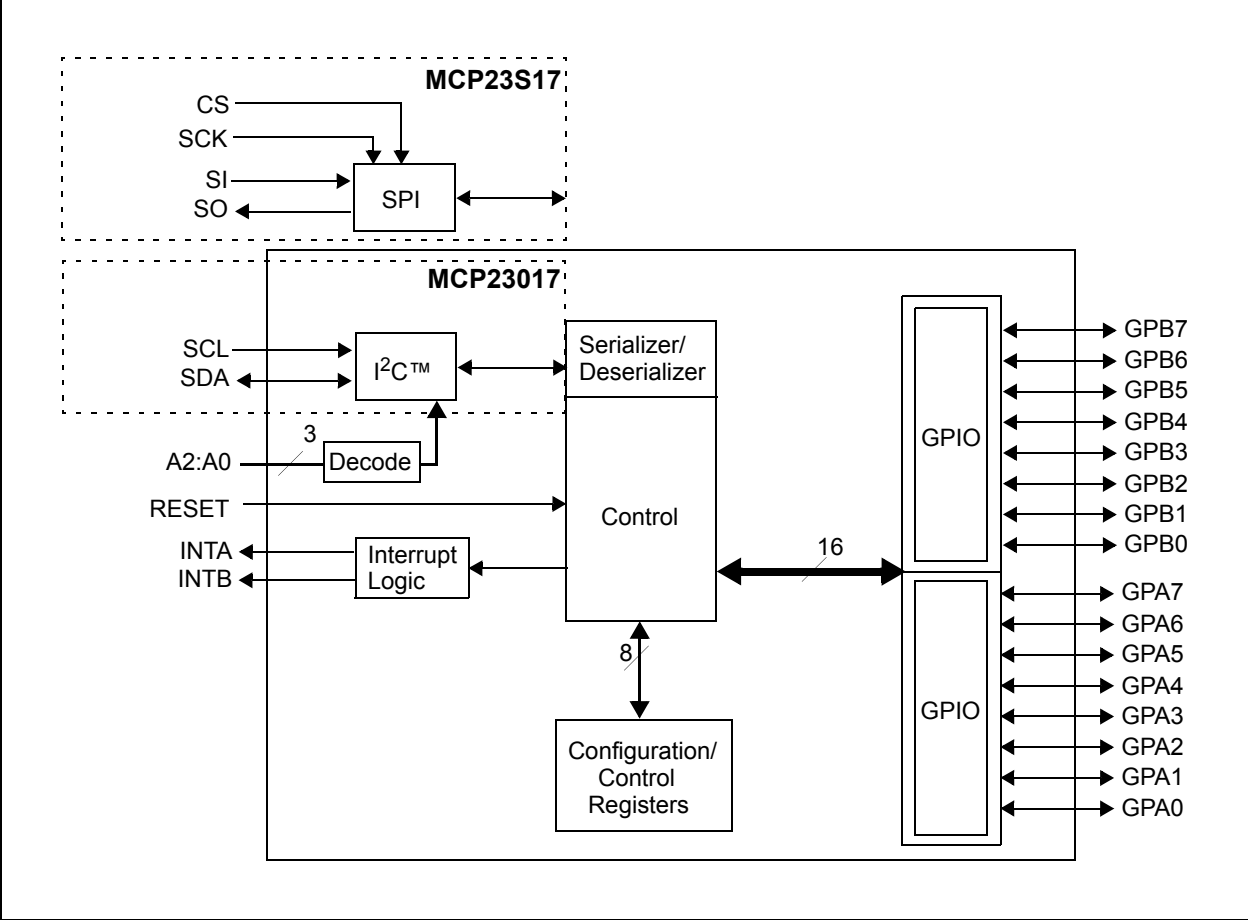 MCP23S17
CS
SCK
SI
SO
SPI
MCP23017
SCL
SDA
I²C™
Serializer/
Deserializer
3
A2:A0
Decode
RESET
Control
INTA
INTB
Interrupt
Logic
16
8
Configuration/
Control
Registers
GPIO
GPB7
GPB6
GPB5
GPB4
GPB3
GPB2
GPB1
GPB0
GPIO
GPA7
GPA6
GPA5
GPA4
GPA3
GPA2
GPA1
GPA0